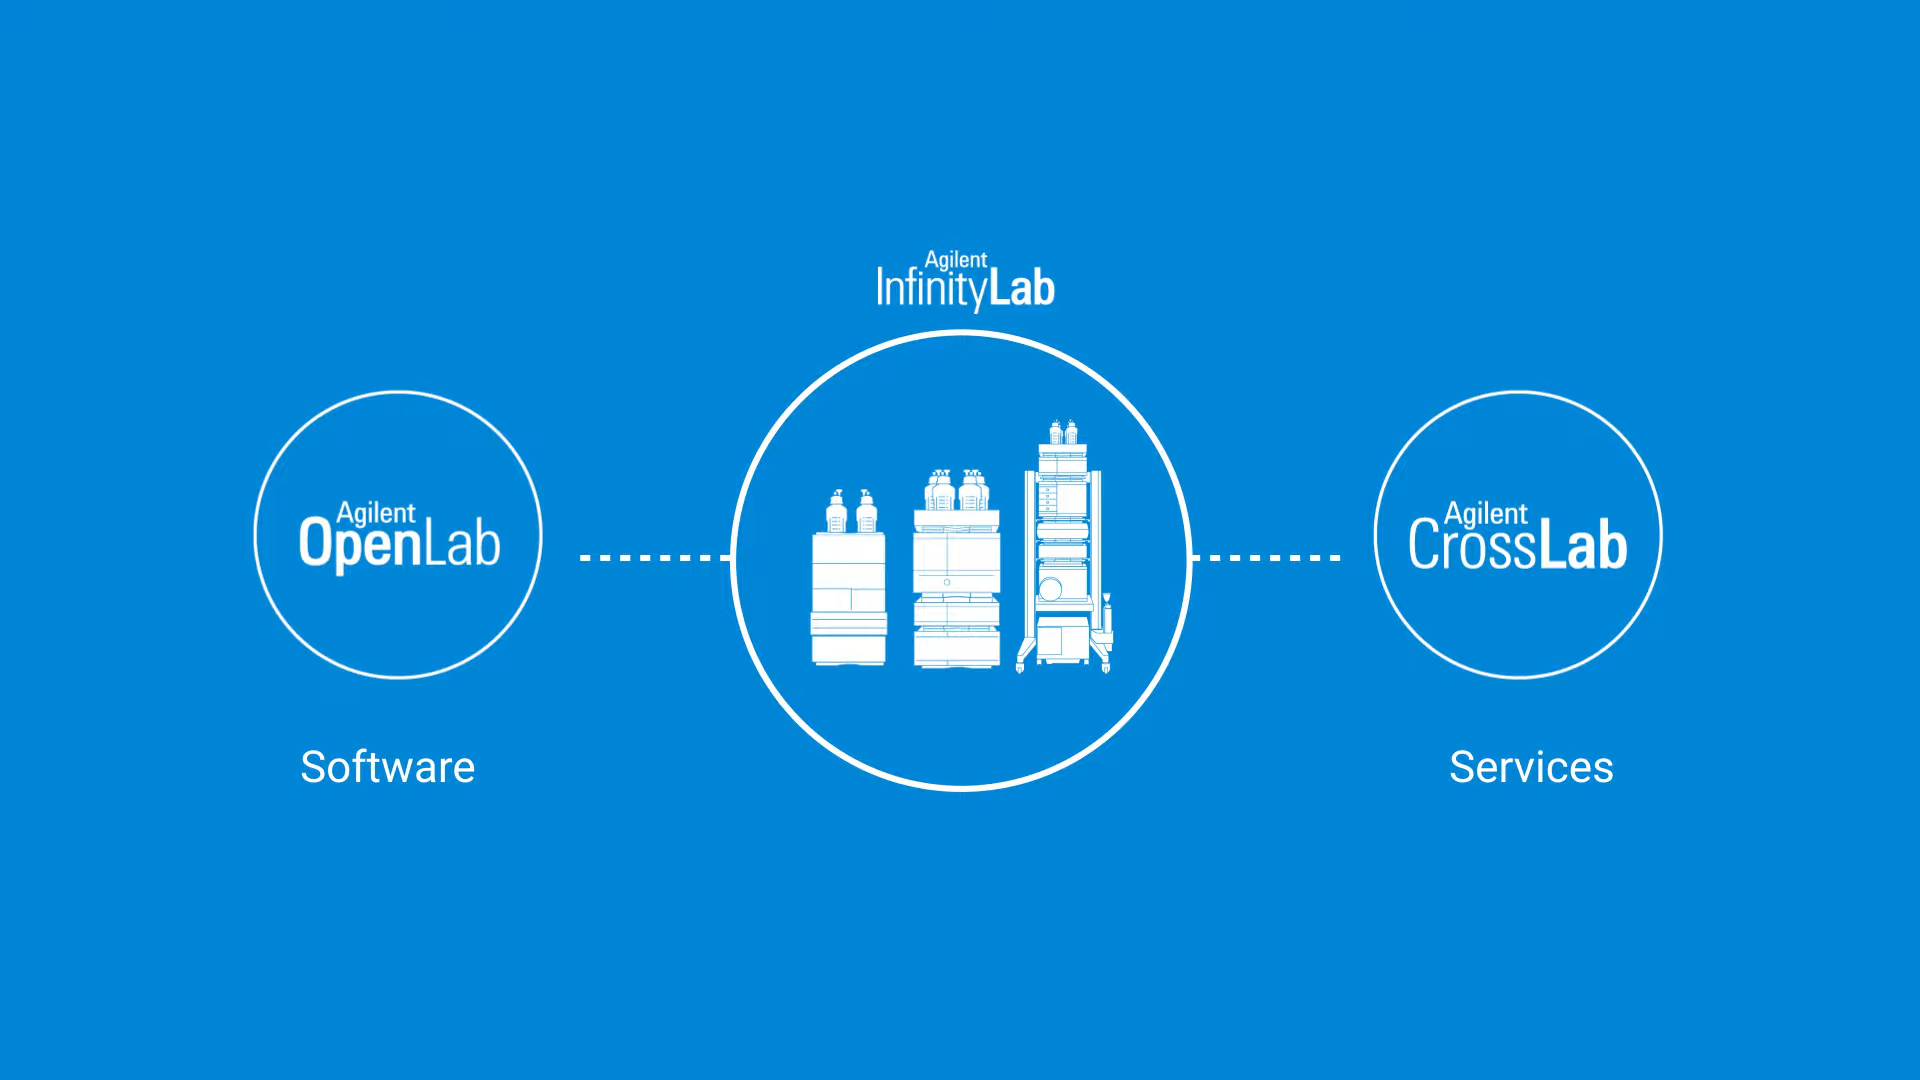 Agilent
InfinityLab
Agilent
OpenLab
Agilent
CrossLab
Software
Services